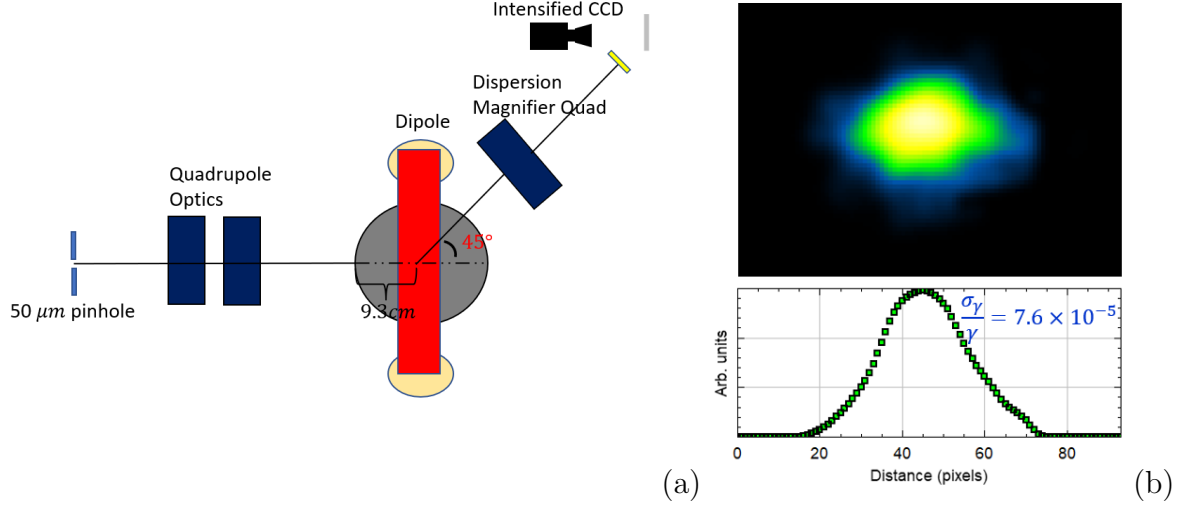 Intensified CCD
Dispersion
Magnifier Quad
Dipole
Quadrupole
Optics
45°
9.3cm
50 μm pinhole
(a)
σγ/γ = 7.6 × 10⁻⁵
Arb. units
0 20 40 60 80
Distance (pixels)
(b)